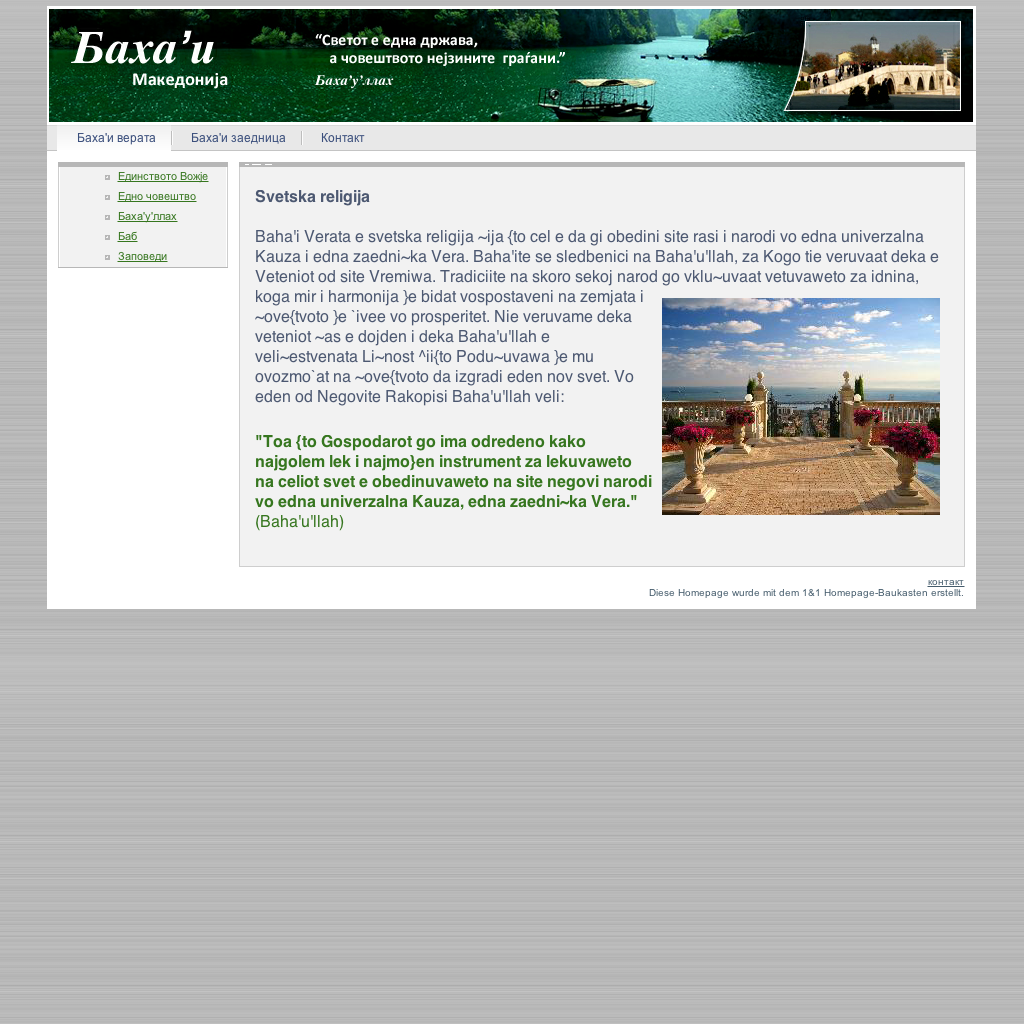 Баха’и
Македонија
“Светот е една држава,
а човештвото нејзините граѓани.”
Баха’у’ллах
Баха'и верата
Баха'и заедница
Контакт
Единството Вожје
Едно човештво
Баха'у'ллах
Баб
Заповеди
Svetska religija
Baha'i Verata e svetska religija ~ija {to cel e da gi obedini site rasi i narodi vo edna univerzalna
Kauza i edna zaedni~ka Vera. Baha'ite se sledbenici na Baha'u'llah, za Kogo tie veruvaat deka e
Veteniot od site Vremiwa. Tradiciite na skoro sekoj narod go vklu~uvaat vetuvaweto za idnina,
koga mir i harmonija }e bidat vospostaveni na zemjata i
~ove{tvoto }e `ivee vo prosperitet. Nie veruvame deka
veteniot ~as e dojden i deka Baha'u'llah e
veli~estvenata Li~nost ^ii{to Podu~uvawa }e mu
ovozmo`at na ~ove{tvoto da izgradi eden nov svet. Vo
eden od Negovite Rakopisi Baha'u'llah veli:
"Toa {to Gospodarot go ima odredeno kako
najgolem lek i najmo}en instrument za lekuvaweto
na celiot svet e obedinuvaweto na site negovi narodi
vo edna univerzalna Kauza, edna zaedni~ka Vera."
(Baha'u'llah)
контакт
Diese Homepage wurde mit dem 1&1 Homepage-Baukasten erstellt.